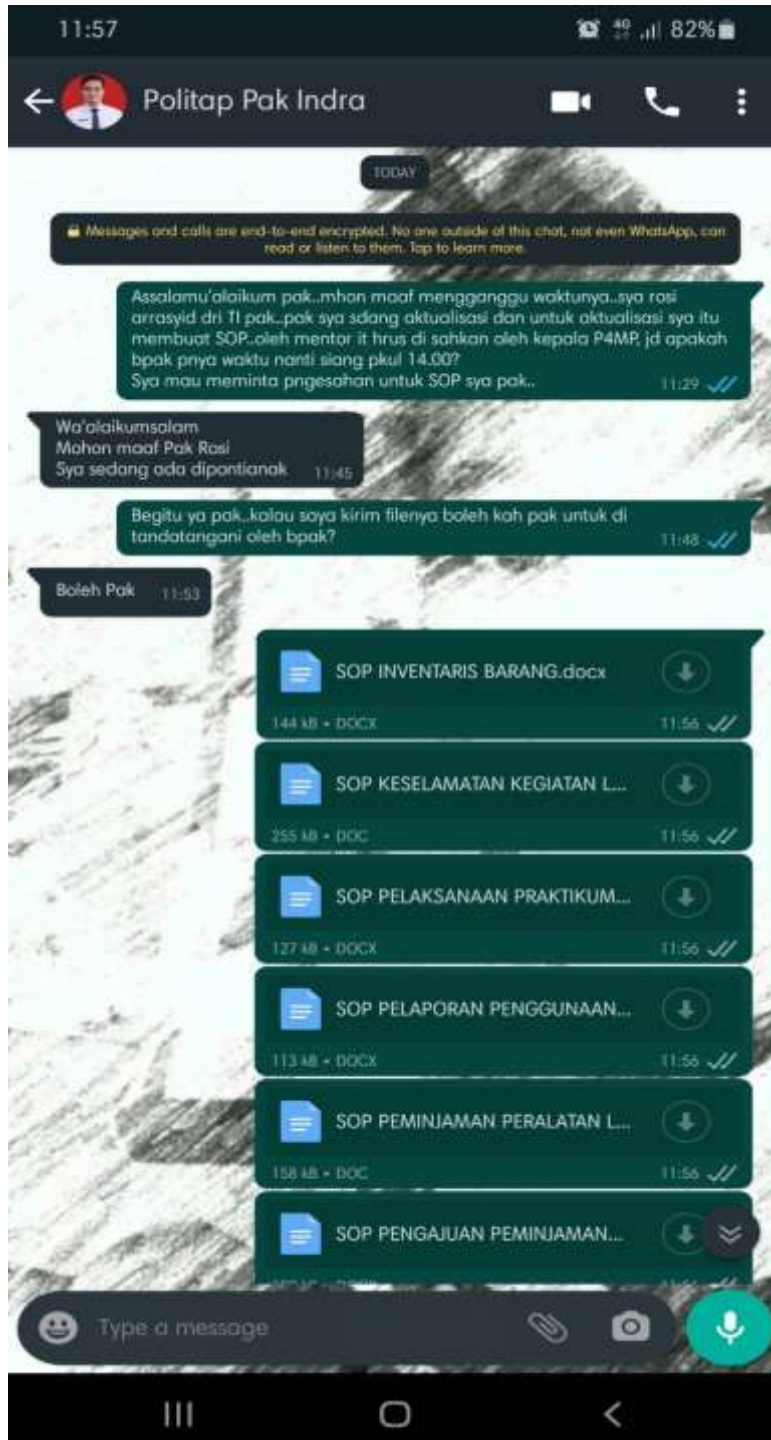 11:57
82%
Politap Pak Indra
TODAY
Messages and calls are end-to-end encrypted. No one outside of this chat, not even WhatsApp, can
read or listen to them. Tap to learn more.
Assalamu'alaikum pak..mhon maaf mengganggu waktunya..sya rosi
arrasyid dri TI pak..pak sya sdang aktualisasi dan untuk aktualisasi sya itu
membuat SOP..oleh mentor it hrus di sahkan oleh kepala P4MP, jd apakah
bpak pnya waktu nanti siang pkul 14.00?
Sya mau meminta pngesahan untuk SOP sya pak..
11:29
Wa'alaikumsalam
Mohon maaf Pak Rosi
Sya sedang ada dipontianak 11:45
Begitu ya pak..kalau saya kirim filenya boleh kah pak untuk di
tandatangani oleh bpak?
11:48
Boleh Pak 11:53
SOP INVENTARIS BARANG.docx
144 kB • DOCX 11:56
SOP KESELAMATAN KEGIATAN L...
255 kB • DOC 11:56
SOP PELAKSANAAN PRAKTIKUM...
127 kB • DOCX 11:56
SOP PELAPORAN PENGGUNAAN...
113 kB • DOCX 11:56
SOP PEMINJAMAN PERALATAN L...
158 kB • DOC 11:56
SOP PENGAJUAN PEMINJAMAN...
Type a message